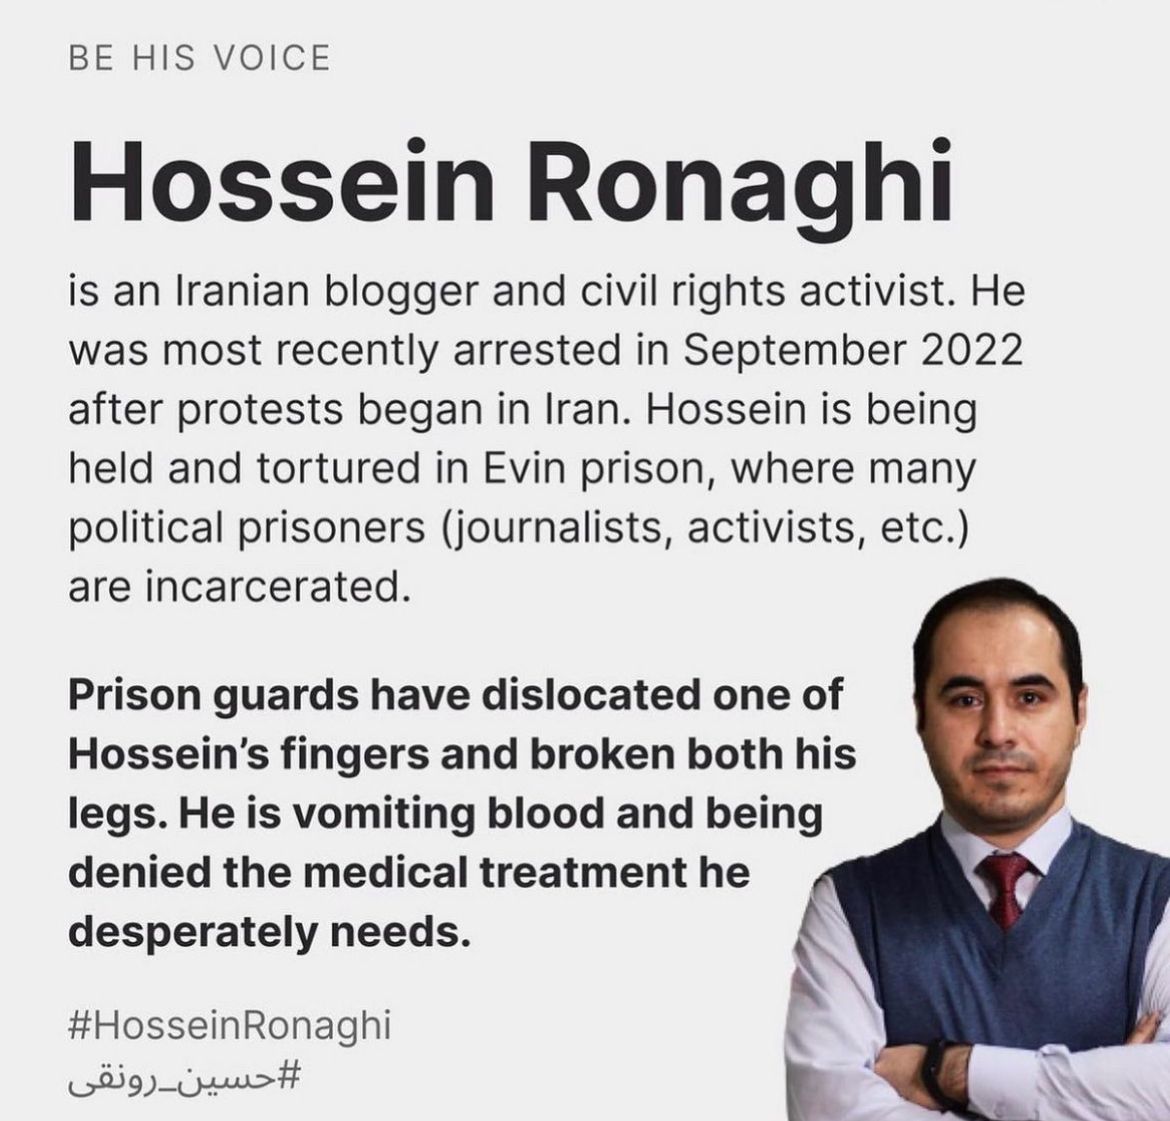 BE HIS VOICE
Hossein Ronaghi
is an Iranian blogger and civil rights activist. He
was most recently arrested in September 2022
after protests began in Iran. Hossein is being
held and tortured in Evin prison, where many
political prisoners (journalists, activists, etc.)
are incarcerated.
Prison guards have dislocated one of
Hossein’s fingers and broken both his
legs. He is vomiting blood and being
denied the medical treatment he
desperately needs.
#HosseinRonaghi
#حسین_رونقی